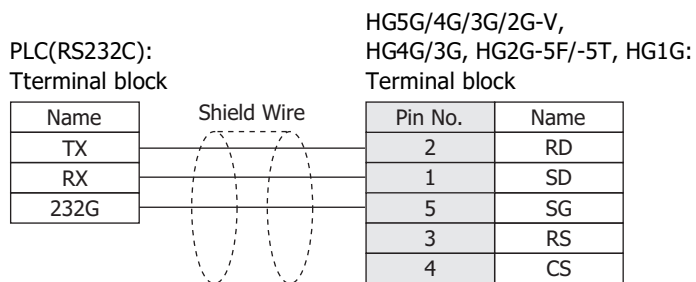 HG5G/4G/3G/2G-V,
PLC(RS232C): HG4G/3G, HG2G-5F/-5T, HG1G:
Tterminal block Terminal block
Name Shield Wire Pin No. Name
TX 2 RD
RX 1 SD
232G 5 SG
3 RS
4 CS